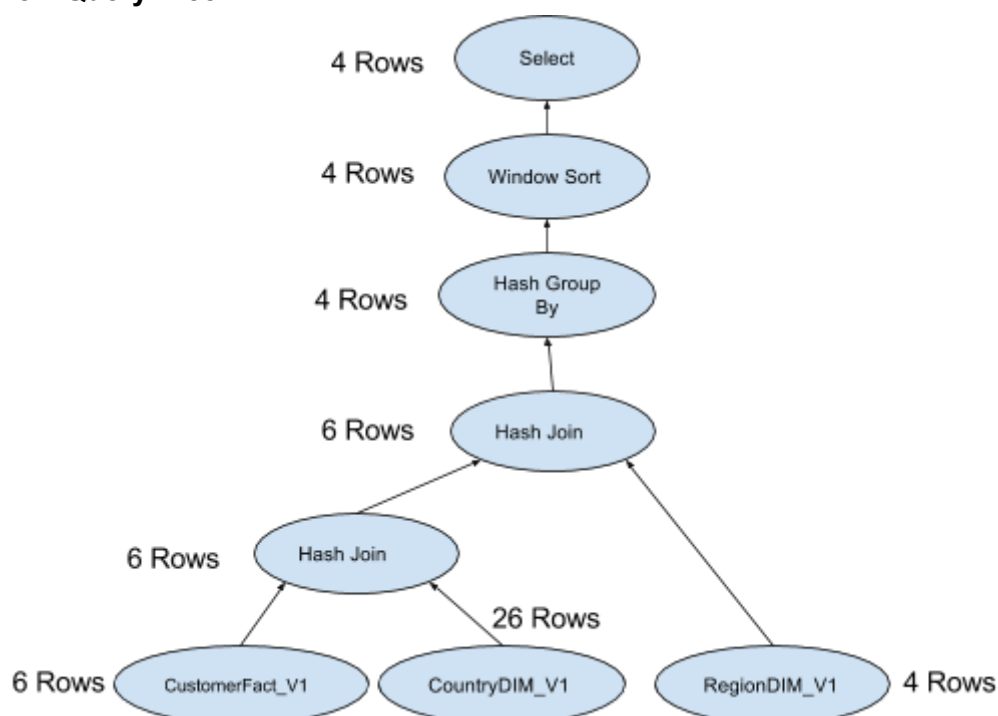 4 Rows
Select
4 Rows
Window Sort
4 Rows
Hash Group
By
6 Rows
Hash Join
6 Rows
Hash Join
26 Rows
6 Rows
CustomerFact_V1
CountryDIM_V1
RegionDIM_V1
4 Rows